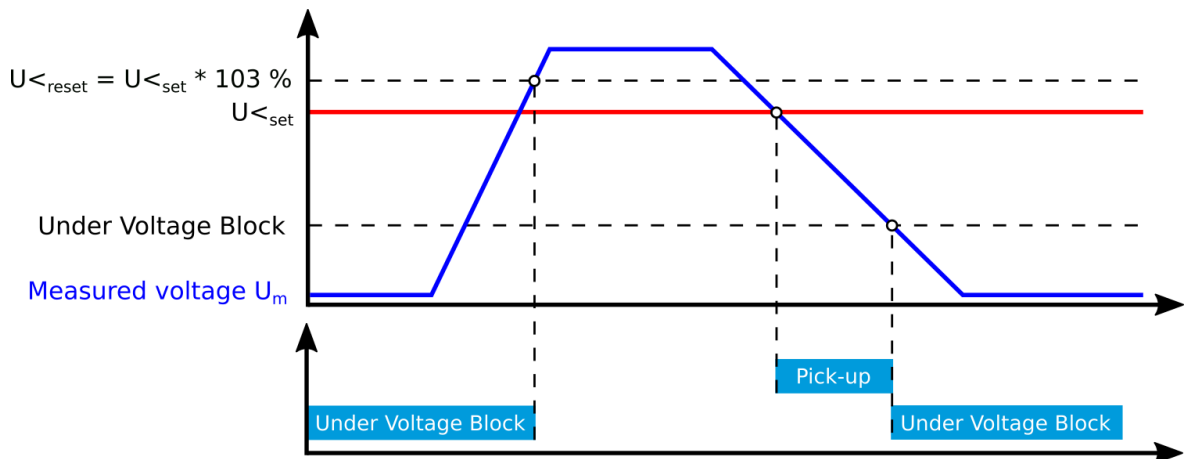 U<reset = U<set * 103 %
U<set
Under Voltage Block
Measured voltage Um
Pick-up
Under Voltage Block
Under Voltage Block